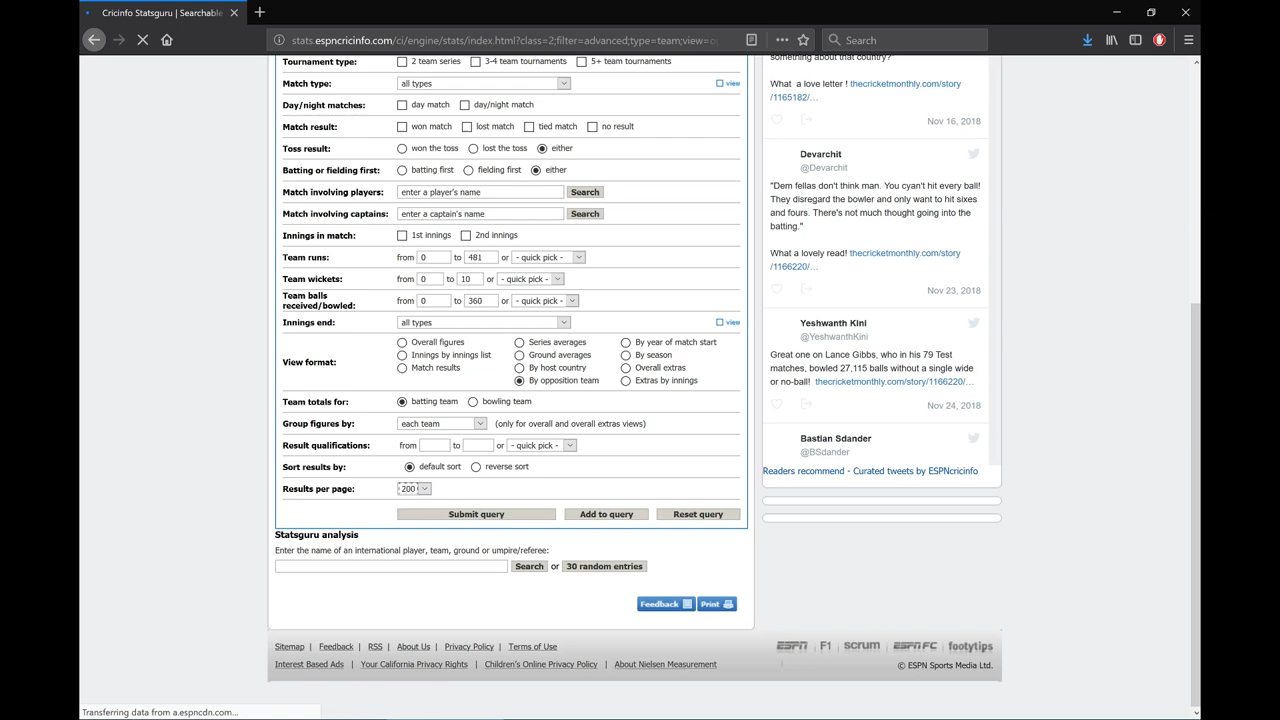 Cricinfo Statsguru | Searchable
stats.espncricinfo.com/ci/engine/stats/index.html?class=2;filter=advanced;type=team;view=o
Search
Tournament type: 2 team series 3-4 team tournaments 5+ team tournaments
Match type: all types view
Day/night matches: day match day/night match
Match result: won match lost match tied match no result
Toss result: won the toss lost the toss either
Batting or fielding first: batting first fielding first either
Match involving players: enter a player's name Search
Match involving captains: enter a captain's name Search
Innings in match: 1st innings 2nd innings
Team runs: from 0 to 481 or - quick pick -
Team wickets: from 0 to 10 or - quick pick -
Team balls
received/bowled: from 0 to 360 or - quick pick -
Innings end: all types view
View format:
Overall figures Series averages By year of match start
Innings by innings list Ground averages By season
Match results By host country Overall extras
By opposition team Extras by innings
Team totals for: batting team bowling team
Group figures by: each team (only for overall and overall extras views)
Result qualifications: from to or - quick pick -
Sort results by: default sort reverse sort
Results per page: 200
Submit query Add to query Reset query
Statsguru analysis
Enter the name of an international player, team, ground or umpire/referee:
Search or 30 random entries
Feedback Print
something about that country?
What a love letter ! thecricketmonthly.com/story
/1165182/…
Nov 16, 2018
Devarchit
@Devarchit
"Dem fellas don't think man. You cyan't hit every ball!
They disregard the bowler and only want to hit sixes
and fours. There's not much thought going into the
batting."
What a lovely read! thecricketmonthly.com/story
/1166220/…
Nov 23, 2018
Yeshwanth Kini
@YeshwanthKini
Great one on Lance Gibbs, who in his 79 Test
matches, bowled 27,115 balls without a single wide
or no-ball! thecricketmonthly.com/story/1166220/…
Nov 24, 2018
Bastian Sdander
@BSdander
Readers recommend - Curated tweets by ESPNcricinfo
Sitemap | Feedback | RSS | About Us | Privacy Policy | Terms of Use
Interest Based Ads | Your California Privacy Rights | Children's Online Privacy Policy | About Nielsen Measurement
ESPN F1 scrum ESPN FC footytips
© ESPN Sports Media Ltd.
Transferring data from a.espncdn.com...